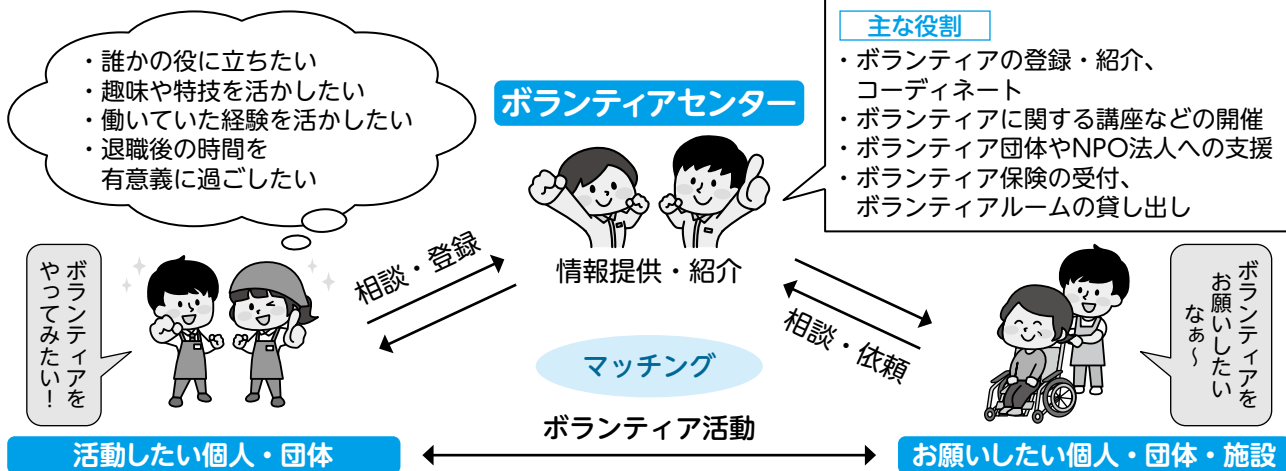 ・誰かの役に立ちたい
・趣味や特技を活かしたい
・働いていた経験を活かしたい
・退職後の時間を
有意義に過ごしたい
ボランティアセンター
主な役割
・ボランティアの登録・紹介、
コーディネート
・ボランティアに関する講座などの開催
・ボランティア団体やNPO法人への支援
・ボランティア保険の受付、
ボランティアルームの貸し出し
ボランティアを
やってみたい！
相談・登録
情報提供・紹介
相談・依頼
ボランティアを
お願いしたい
なぁ〜
マッチング
ボランティア活動
活動したい個人・団体
お願いしたい個人・団体・施設